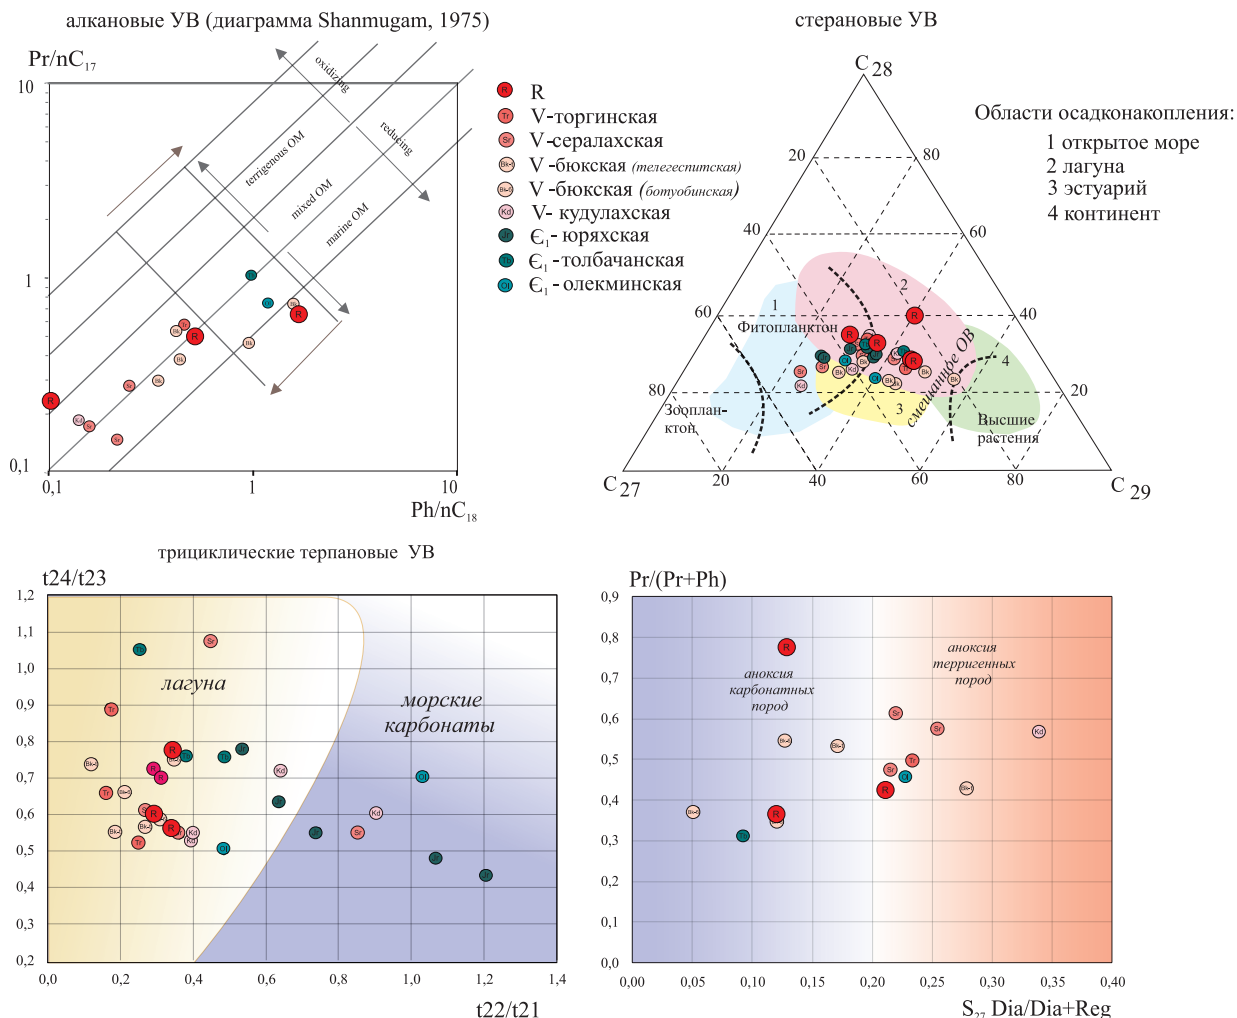 алкановые УВ (диаграмма Shanmugam, 1975)
Pr/nC17
10
1
0,1
0,1
1
10
Ph/nC18
oxidizing
reducing
terrigenous OM
mixed OM
marine OM
R
V-торгинская
V-сералахская
V-бюкская (телегеспитская)
V-бюкская (ботуобинская)
V- кудулахская
Є1-юряхская
Є1-толбачанская
Є1-олекминская
стерановые УВ
C 28
C 27
C 29
20
80
40
60
60
40
80
20
20
40
60
80
Области осадконакопления:
1 открытое море
2 лагуна
3 эстуарий
4 континент
1
2
3
4
Фитопланктон
Зооплан-
ктон
смешанное ОВ
Высшие
растения
трициклические терпановые УВ
t24/t23
1,2
1,1
1,0
0,9
0,8
0,7
0,6
0,5
0,4
0,3
0,2
0,0
0,2
0,4
0,6
0,8
1,0
1,2
1,4
t22/t21
лагуна
морские
карбонаты
Pr/(Pr+Ph)
0,9
0,8
0,7
0,6
0,5
0,4
0,3
0,2
0,1
0,0
0,00
0,05
0,10
0,15
0,20
0,25
0,30
0,35
0,40
S27 Dia/Dia+Reg
аноксия
карбонатных
пород
аноксия
терригенных
пород